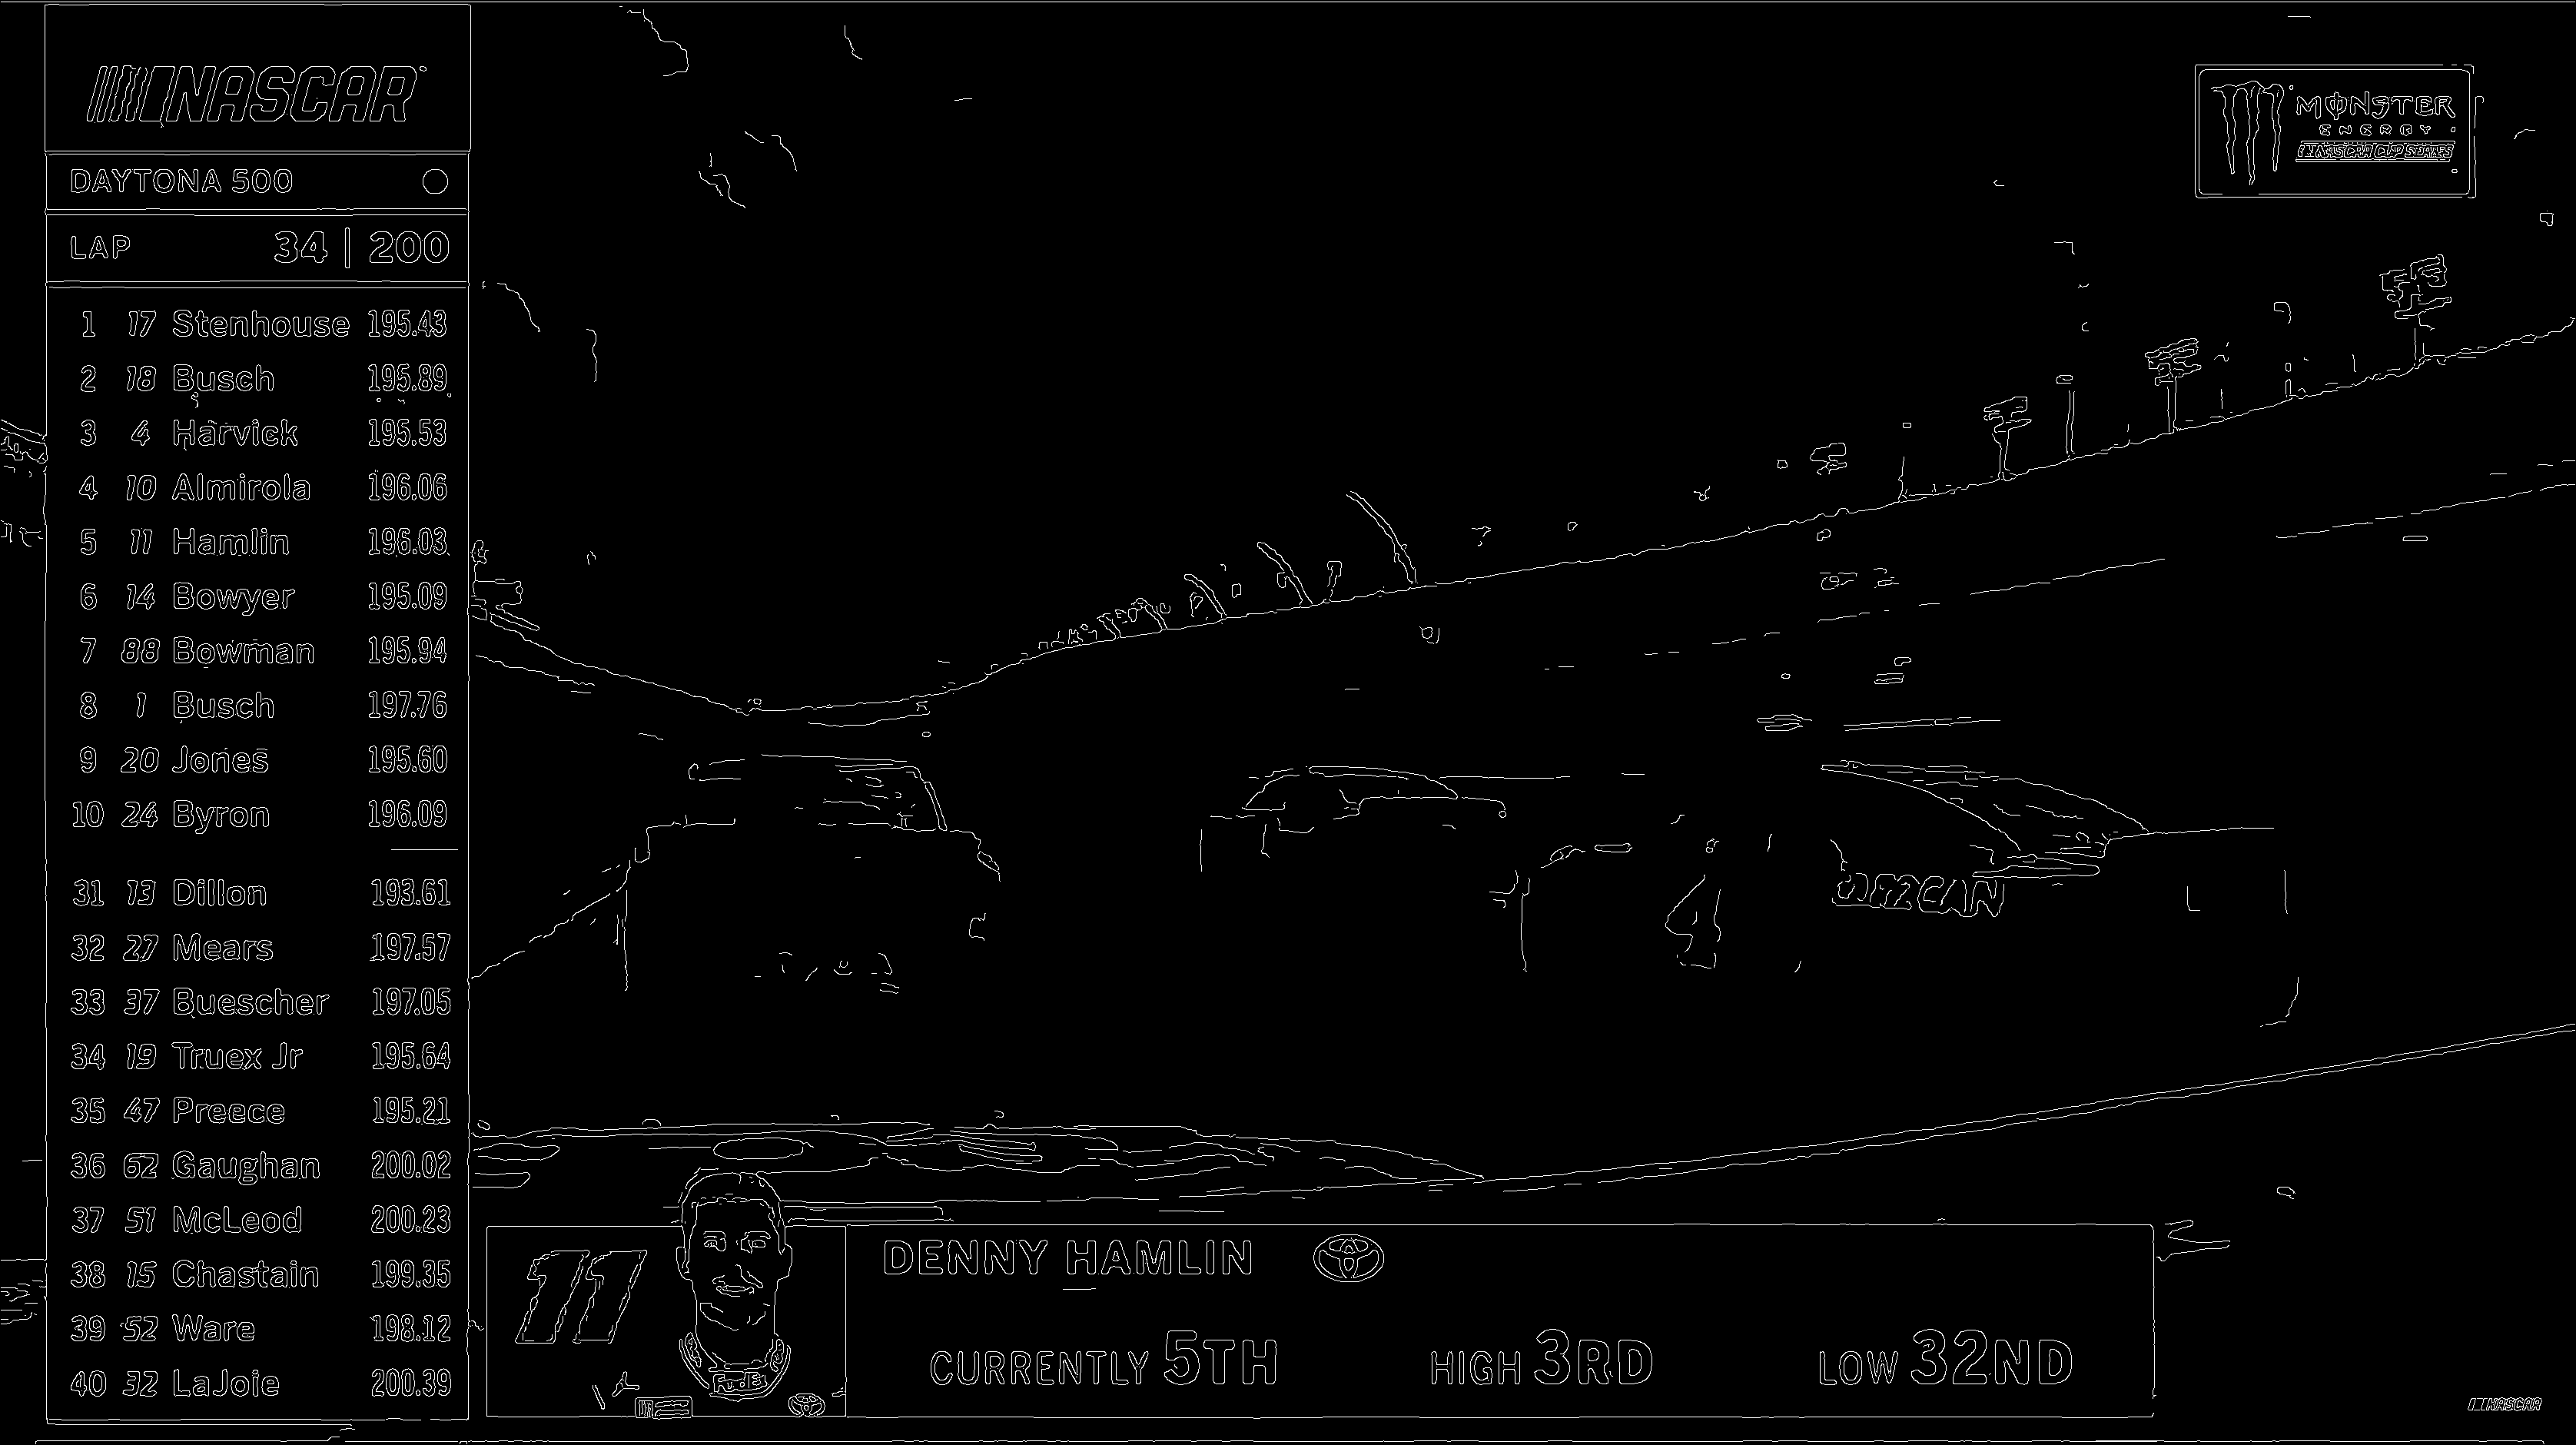 NASCAR
DAYTONA 500
LAP 34 | 200
1 17 Stenhouse 195.43
2 18 Busch 195.89
3 4 Harvick 195.53
4 10 Almirola 196.06
5 11 Hamlin 196.03
6 14 Bowyer 195.09
7 88 Bowman 195.94
8 1 Busch 197.76
9 20 Jones 195.60
10 24 Byron 196.09
31 13 Dillon 193.61
32 27 Mears 197.57
33 37 Buescher 197.05
34 19 Truex Jr 195.64
35 47 Preece 195.21
36 62 Gaughan 200.02
37 51 McLeod 200.23
38 15 Chastain 199.35
39 52 Ware 198.12
40 32 LaJoie 200.39
MONSTER
ENERGY
NASCAR CUP SERIES
4
11
DENNY HAMLIN
CURRENTLY 5TH HIGH 3RD LOW 32ND
FedEx
NASCAR